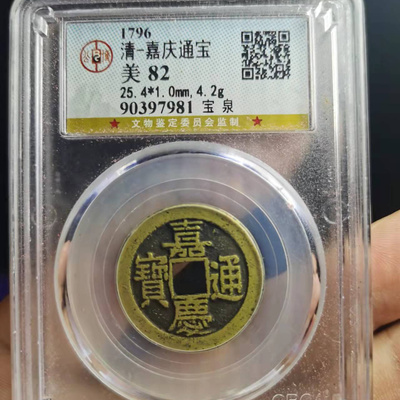 1796
清-嘉庆通宝
美 82
25.4*1.0mm,4.2g
90397981 宝 泉
★ 文物鉴定委员会监制 ★
嘉慶通寶